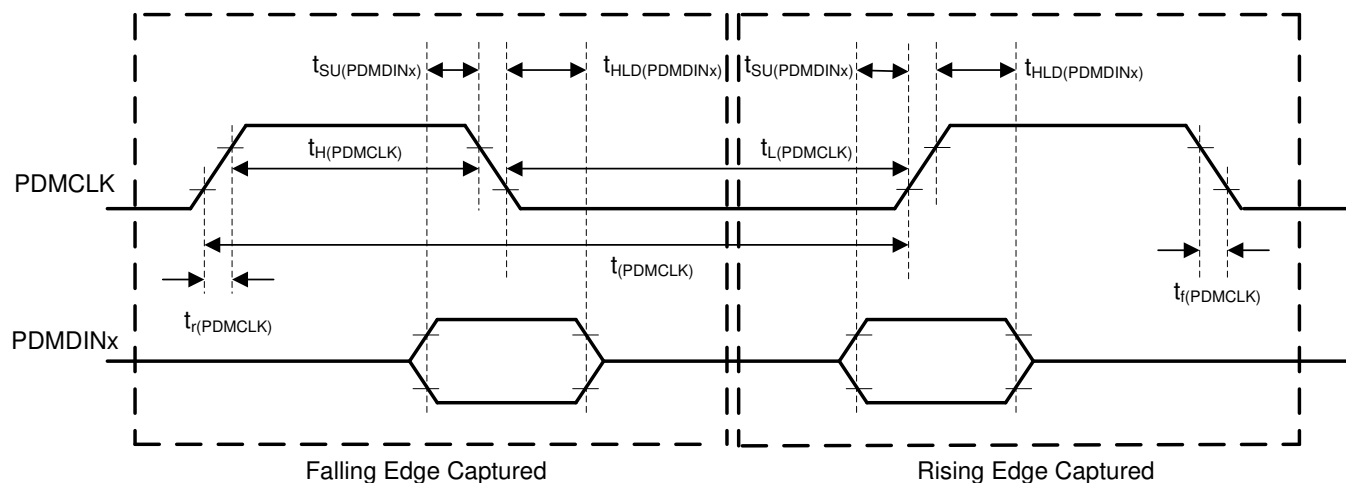 tSU(PDMDINx) tHLD(PDMDINx) tSU(PDMDINx) tHLD(PDMDINx)
tH(PDMCLK) tL(PDMCLK)
PDMCLK
t(PDMCLK)
tr(PDMCLK) tf(PDMCLK)
PDMDINx
Falling Edge Captured Rising Edge Captured